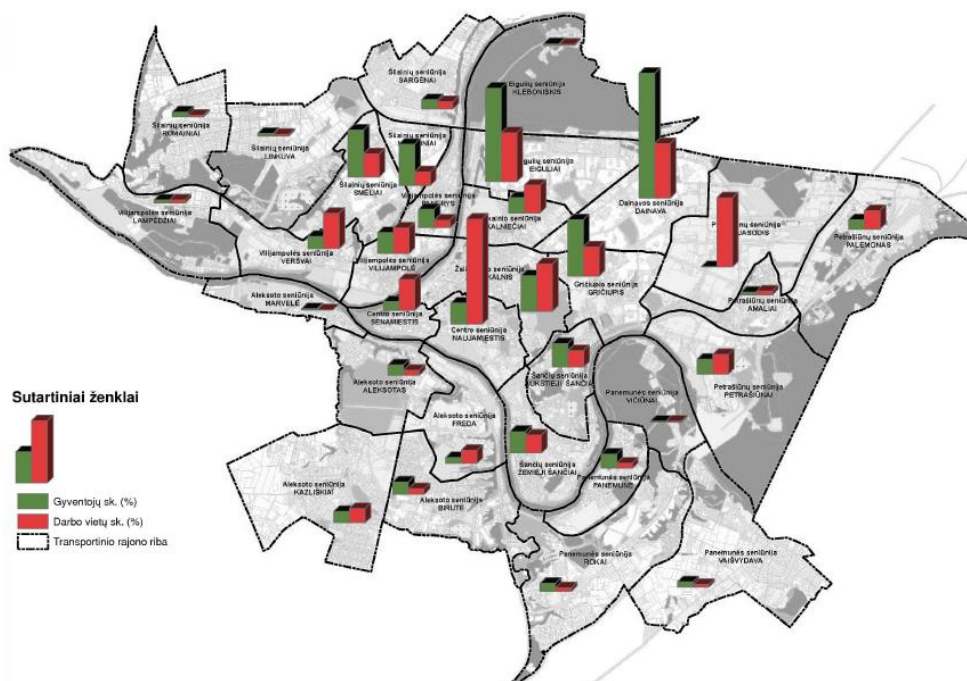 Eigulių seniūnija
KLEBONIŠKIS
Šilainių seniūnija
SARGĖNAI
Šilainių seniūnija
ROMAINIAI
Šilainių seniūnija
LINKUVA
Šilainių
Šilainių seniūnija
SMĖLIAI
EIGULIAI
Vilijampolės seniūnija
Dainavos seniūnija
DAINAVA
Vilijampolės seniūnija
LAMPĖDŽIAI
Petrašiūnų seniūnija
PALEMONAS
Vilijampolės seniūnija
VERŠVAI
VILIJAMPOLĖ
Gričiupio seniūnija
GRIČIUPIS
Aleksoto seniūnija
MARVELĖ
Petrašiūnų seniūnija
AMALIAI
Centro seniūnija
SENAMIESTIS
Centro seniūnija
NAUJAMIESTIS
Šančių seniūnija
Aleksoto seniūnija
ALEKSOTAS
Panemunės seniūnija
VIČIŪNAI
Petrašiūnų seniūnija
PETRAŠIŪNAI
Sutartiniai ženklai
Aleksoto seniūnija
FREDA
Šančių seniūnija
ŽEMIEJI ŠANČIAI
Panemunės seniūnija
PANEMUNĖ
Aleksoto seniūnija
KAZLIŠKIAI
Aleksoto seniūnija
BIRUTĖ
Gyventojų sk. (%)
Darbo vietų sk. (%)
Transportinio rajono riba
Panemunės seniūnija
ROKAI
Panemunės seniūnija
VAIŠVYDAVA